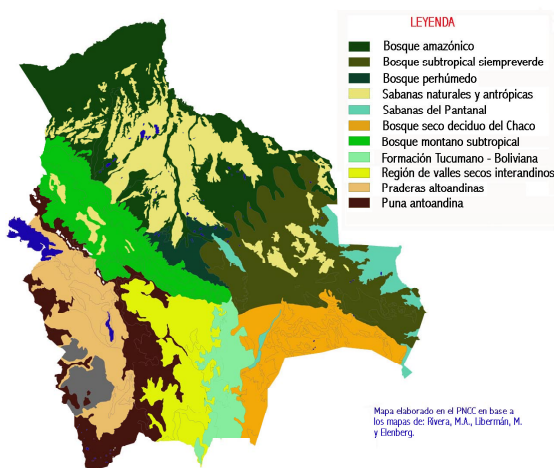 LEYENDA
Bosque amazónico
Bosque subtropical siempreverde
Bosque perhúmedo
Sabanas naturales y antrópicas
Sabanas del Pantanal
Bosque seco deciduo del Chaco
Bosque montano subtropical
Formación Tucumano - Boliviana
Región de valles secos interandinos
Praderas altoandinas
Puna antoandina
Mapa elaborado en el PNCC en base a
los mapas de: Rivera, M.A., Libermán, M.
y Elenberg.